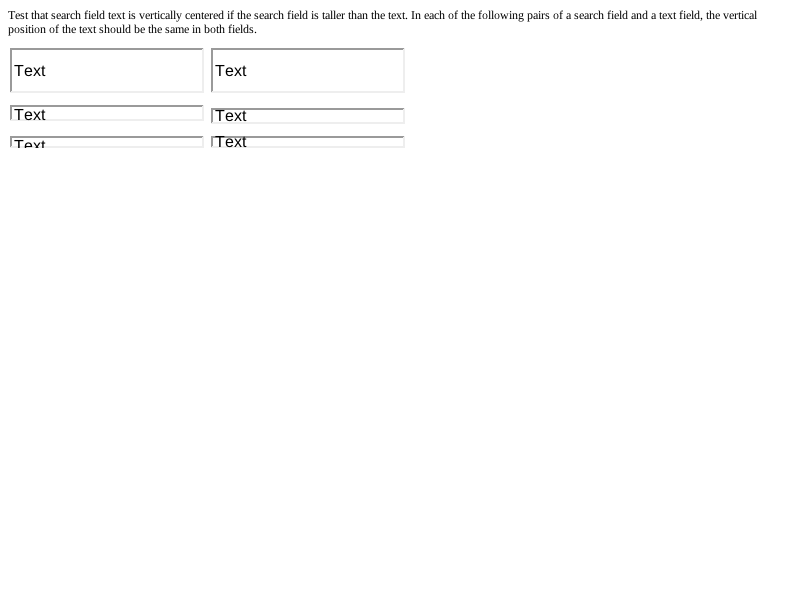 Test that search field text is vertically centered if the search field is taller than the text. In each of the following pairs of a search field and a text field, the vertical
position of the text should be the same in both fields.
Text Text
Text Text
Text Text